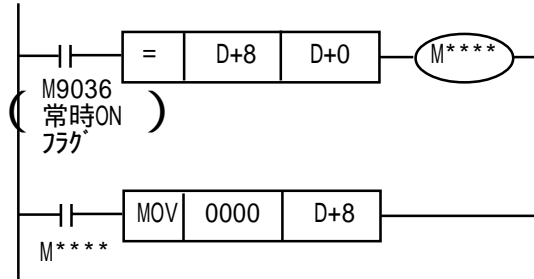 = D+8 D+0 M****
M9036
( 常時ON )
ﾌﾗｸﾞ
MOV 0000 D+8
M****